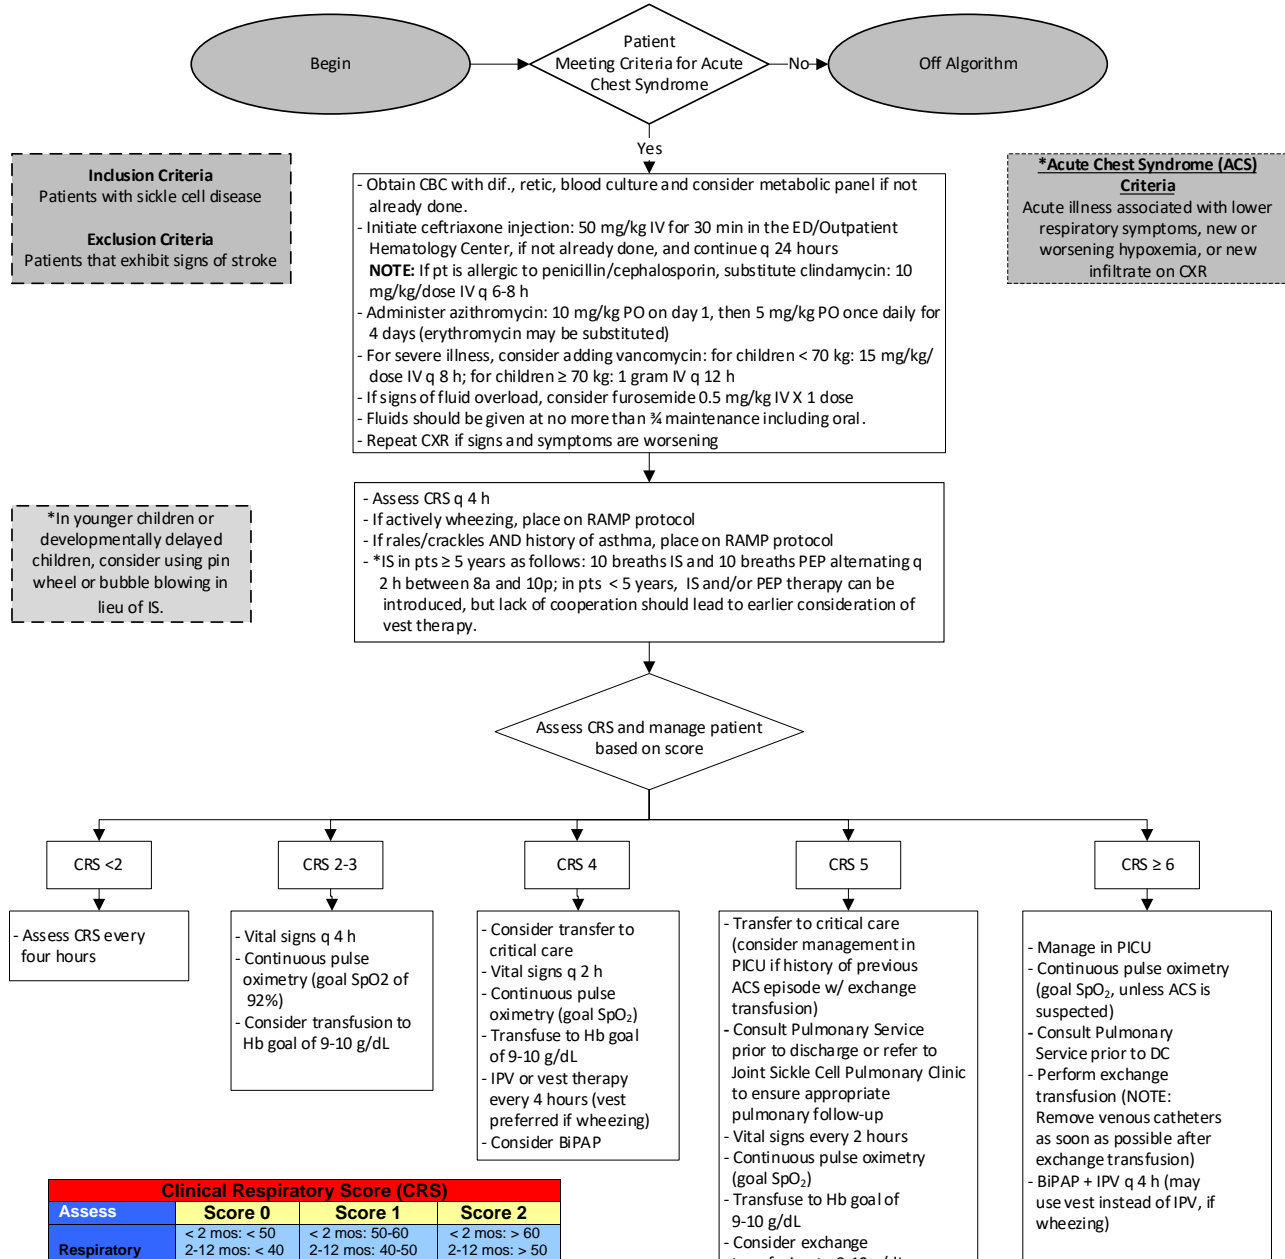 Begin
Patient
Meeting Criteria for Acute
Chest Syndrome
No
Off Algorithm
Yes
Inclusion Criteria
Patients with sickle cell disease
Exclusion Criteria
Patients that exhibit signs of stroke
- Obtain CBC with dif., retic, blood culture and consider metabolic panel if not
already done.
- Initiate ceftriaxone injection: 50 mg/kg IV for 30 min in the ED/Outpatient
Hematology Center, if not already done, and continue q 24 hours
NOTE: If pt is allergic to penicillin/cephalosporin, substitute clindamycin: 10
mg/kg/dose IV q 6-8 h
- Administer azithromycin: 10 mg/kg PO on day 1, then 5 mg/kg PO once daily for
4 days (erythromycin may be substituted)
- For severe illness, consider adding vancomycin: for children < 70 kg: 15 mg/kg/
dose IV q 8 h; for children ≥ 70 kg: 1 gram IV q 12 h
- If signs of fluid overload, consider furosemide 0.5 mg/kg IV X 1 dose
- Fluids should be given at no more than ¾ maintenance including oral.
- Repeat CXR if signs and symptoms are worsening
*Acute Chest Syndrome (ACS)
Criteria
Acute illness associated with lower
respiratory symptoms, new or
worsening hypoxemia, or new
infiltrate on CXR
*In younger children or
developmentally delayed
children, consider using pin
wheel or bubble blowing in
lieu of IS.
- Assess CRS q 4 h
- If actively wheezing, place on RAMP protocol
- If rales/crackles AND history of asthma, place on RAMP protocol
- *IS in pts ≥ 5 years as follows: 10 breaths IS and 10 breaths PEP alternating q
2 h between 8a and 10p; in pts < 5 years, IS and/or PEP therapy can be
introduced, but lack of cooperation should lead to earlier consideration of
vest therapy.
Assess CRS and manage patient
based on score
CRS <2
- Assess CRS every
four hours
CRS 2-3
- Vital signs q 4 h
- Continuous pulse
oximetry (goal SpO2 of
92%)
- Consider transfusion to
Hb goal of 9-10 g/dL
CRS 4
- Consider transfer to
critical care
- Vital signs q 2 h
- Continuous pulse
oximetry (goal SpO₂)
- Transfuse to Hb goal
of 9-10 g/dL
- IPV or vest therapy
every 4 hours (vest
preferred if wheezing)
- Consider BiPAP
CRS 5
- Transfer to critical care
(consider management in
PICU if history of previous
ACS episode w/ exchange
transfusion)
- Consult Pulmonary Service
prior to discharge or refer to
Joint Sickle Cell Pulmonary Clinic
to ensure appropriate
pulmonary follow-up
- Vital signs every 2 hours
- Continuous pulse oximetry
(goal SpO₂)
- Transfuse to Hb goal of
9-10 g/dL
- Consider exchange
CRS ≥ 6
- Manage in PICU
- Continuous pulse oximetry
(goal SpO₂, unless ACS is
suspected)
- Consult Pulmonary
Service prior to DC
- Perform exchange
transfusion (NOTE:
Remove venous catheters
as soon as possible after
exchange transfusion)
- BiPAP + IPV q 4 h (may
use vest instead of IPV, if
wheezing)
Clinical Respiratory Score (CRS)
Assess Score 0 Score 1 Score 2
< 2 mos: < 50 < 2 mos: 50-60 < 2 mos: > 60
Respiratory 2-12 mos: < 40 2-12 mos: 40-50 2-12 mos: > 50